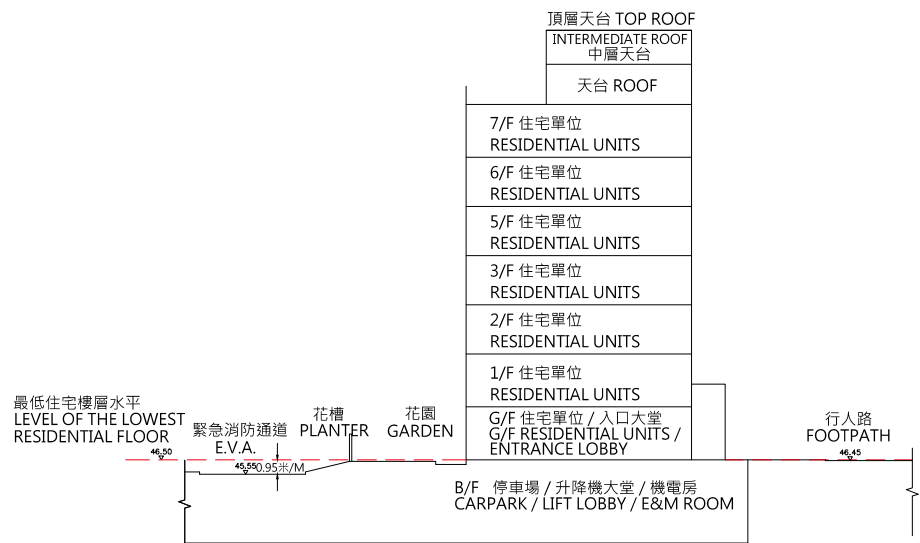 頂層天台 TOP ROOF
INTERMEDIATE ROOF
中層天台
天台 ROOF
7/F 住宅單位
RESIDENTIAL UNITS
6/F 住宅單位
RESIDENTIAL UNITS
5/F 住宅單位
RESIDENTIAL UNITS
3/F 住宅單位
RESIDENTIAL UNITS
2/F 住宅單位
RESIDENTIAL UNITS
1/F 住宅單位
RESIDENTIAL UNITS
G/F 住宅單位 / 入口大堂
G/F RESIDENTIAL UNITS /
ENTRANCE LOBBY
最低住宅樓層水平
LEVEL OF THE LOWEST
RESIDENTIAL FLOOR
46.50
緊急消防通道
E.V.A.
45.55
0.95米/M
花槽
PLANTER
花園
GARDEN
行人路
FOOTPATH
46.45
B/F 停車場 / 升降機大堂 / 機電房
CARPARK / LIFT LOBBY / E&M ROOM